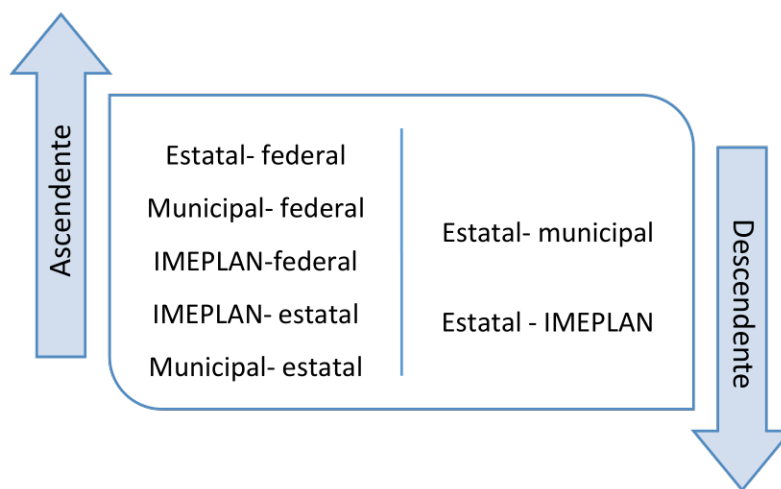 Ascendente
Estatal- federal
Municipal- federal
IMEPLAN-federal
IMEPLAN- estatal
Municipal- estatal
Estatal- municipal
Estatal - IMEPLAN
Descendente